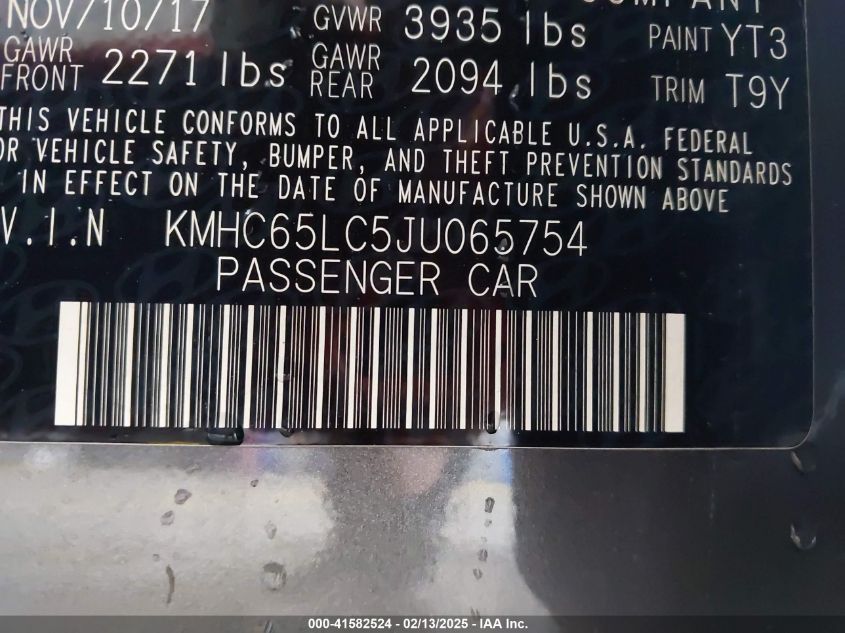 NOV/10/17 GVWR 3935 lbs PAINT YT3
GAWR FRONT 2271 lbs GAWR REAR 2094 lbs TRIM T9Y
THIS VEHICLE CONFORMS TO ALL APPLICABLE U.S.A. FEDERAL
OR VEHICLE SAFETY, BUMPER, AND THEFT PREVENTION STANDARDS
IN EFFECT ON THE DATE OF MANUFACTURE SHOWN ABOVE
V.I.N KMHC65LC5JU065754
PASSENGER CAR
000-41582524 - 02/13/2025 - IAA Inc.